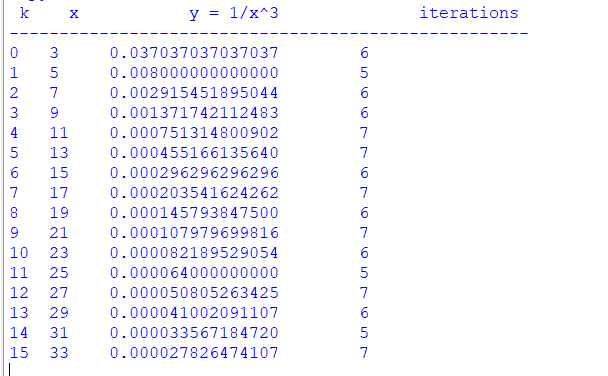 k x y = 1/x^3 iterations
-----------------------------------------------------
0 3 0.037037037037037 6
1 5 0.008000000000000 5
2 7 0.002915451895044 6
3 9 0.001371742112483 6
4 11 0.000751314800902 7
5 13 0.000455166135640 7
6 15 0.000296296296296 6
7 17 0.000203541624262 7
8 19 0.000145793847500 6
9 21 0.000107979699816 7
10 23 0.000082189529054 6
11 25 0.000064000000000 5
12 27 0.000050805263425 7
13 29 0.000041002091107 6
14 31 0.000033567184720 5
15 33 0.000027826474107 7